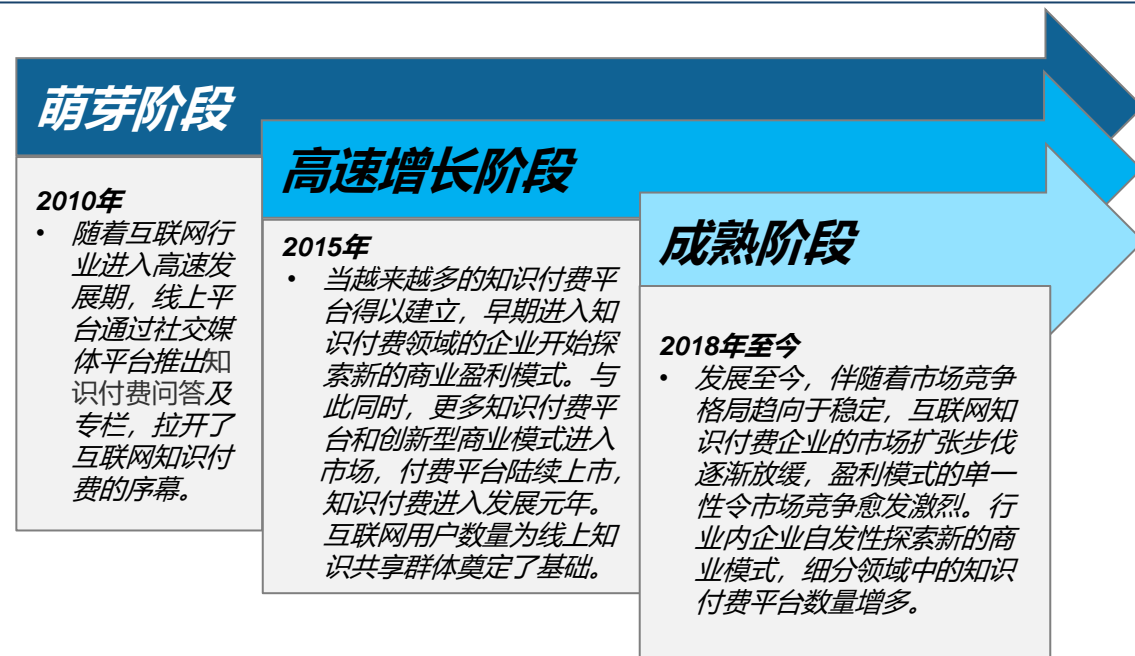 萌芽阶段
2010年
• 随着互联网行
业进入高速发
展期，线上平
台通过社交媒
体平台推出知
识付费问答及
专栏，拉开了
互联网知识付
费的序幕。
高速增长阶段
2015年
• 当越来越多的知识付费平
台得以建立，早期进入知
识付费领域的企业开始探
索新的商业盈利模式。与
此同时，更多知识付费平
台和创新型商业模式进入
市场，付费平台陆续上市，
知识付费进入发展元年。
互联网用户数量为线上知
识共享群体奠定了基础。
成熟阶段
2018年至今
• 发展至今，伴随着市场竞争
格局趋向于稳定，互联网知
识付费企业的市场扩张步伐
逐渐放缓，盈利模式的单一
性令市场竞争愈发激烈。行
业内企业自发性探索新的商
业模式，细分领域中的知识
付费平台数量增多。